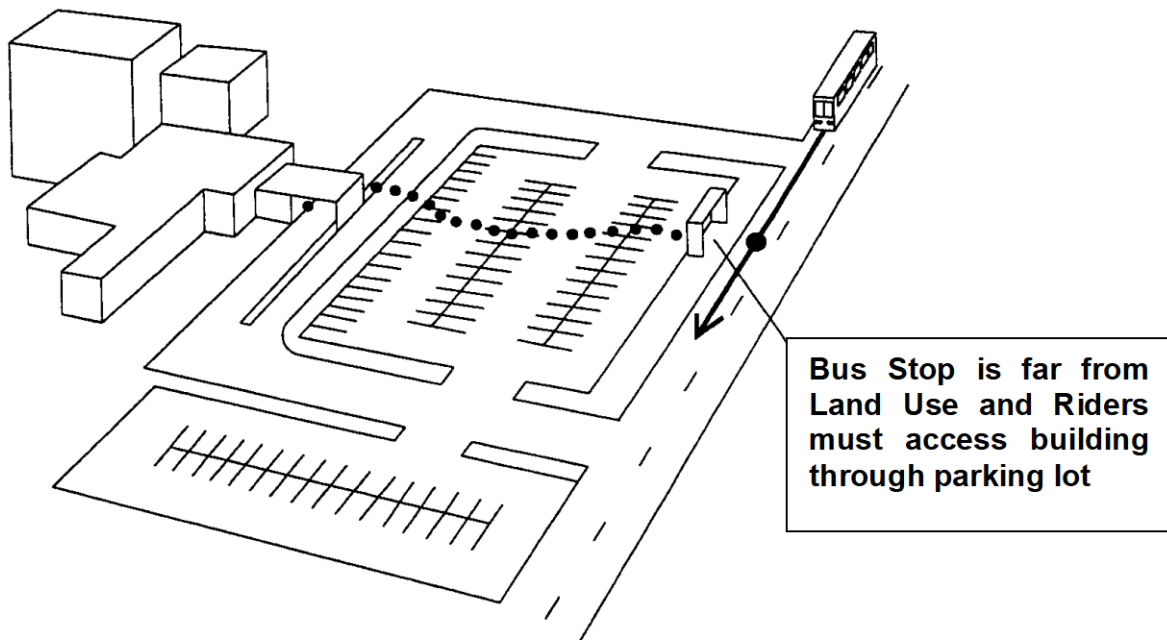 Bus Stop is far from
Land Use and Riders
must access building
through parking lot